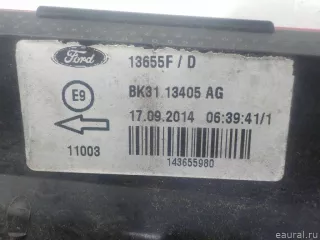 Ford
13655F / D
E9
BK31 13405 AG
17.09.2014 06:39:41/1
11003
143655980
eaural.ru